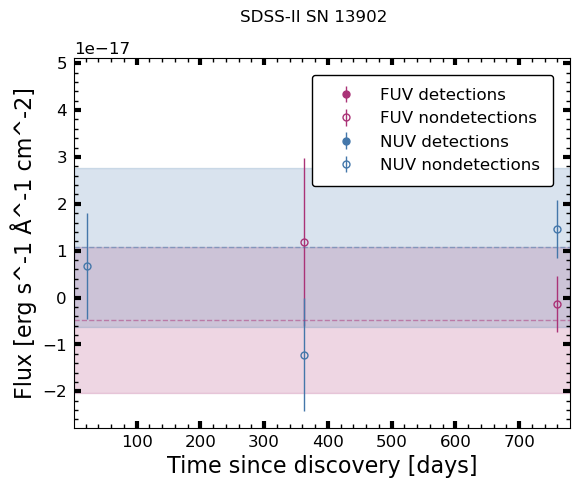 SDSS-II SN 13902
1e−17
5
4
3
2
1
0
−1
−2
Flux [erg s^-1 Å^-1 cm^-2]
FUV detections
FUV nondetections
NUV detections
NUV nondetections
100 200 300 400 500 600 700
Time since discovery [days]